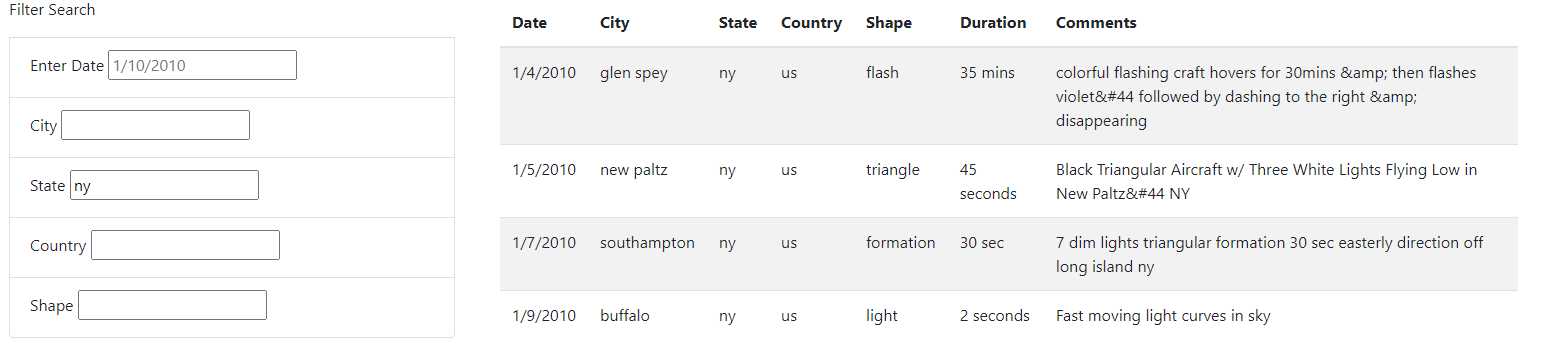 Filter Search
Enter Date 1/10/2010
City
State ny
Country
Shape
Date City State Country Shape Duration Comments
1/4/2010 glen spey ny us flash 35 mins colorful flashing craft hovers for 30mins &amp; then flashes
violet&#44 followed by dashing to the right &amp;
disappearing
1/5/2010 new paltz ny us triangle 45 Black Triangular Aircraft w/ Three White Lights Flying Low in
seconds New Paltz&#44 NY
1/7/2010 southampton ny us formation 30 sec 7 dim lights triangular formation 30 sec easterly direction off
long island ny
1/9/2010 buffalo ny us light 2 seconds Fast moving light curves in sky